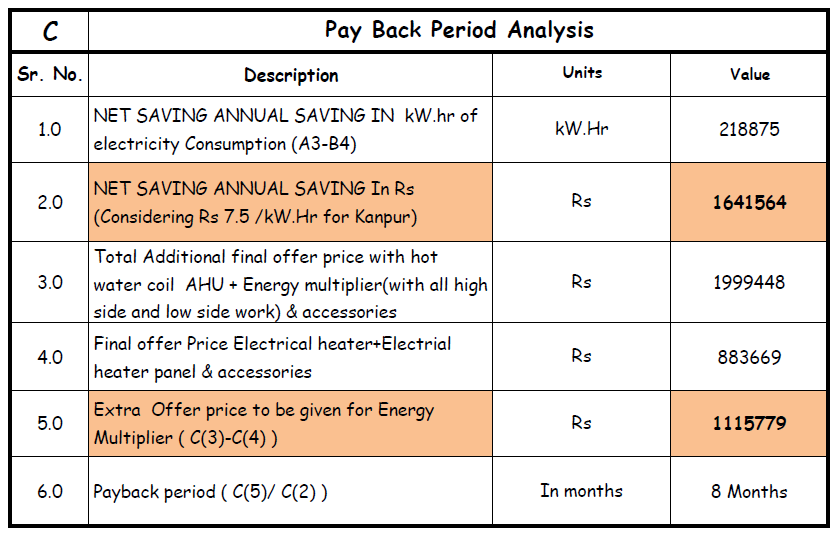 C Pay Back Period Analysis
Sr. No. Description Units Value
1.0 NET SAVING ANNUAL SAVING IN kW.hr of
electricity Consumption (A3-B4) kW.Hr 218875
2.0 NET SAVING ANNUAL SAVING In Rs
(Considering Rs 7.5 /kW.Hr for Kanpur) Rs 1641564
3.0 Total Additional final offer price with hot
water coil AHU + Energy multiplier(with all high
side and low side work) & accessories Rs 1999448
4.0 Final offer Price Electrical heater+Electrial
heater panel & accessories Rs 883669
5.0 Extra Offer price to be given for Energy
Multiplier ( C(3)-C(4) ) Rs 1115779
6.0 Payback period ( C(5)/ C(2) ) In months 8 Months